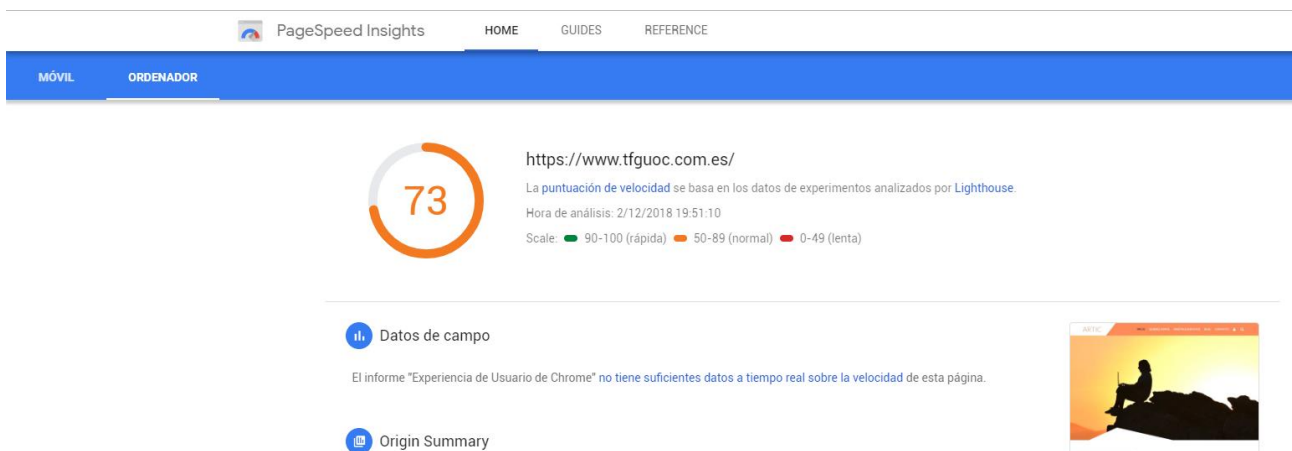 PageSpeed Insights
HOME
GUIDES
REFERENCE
MÓVIL
ORDENADOR
73
https://www.tfguoc.com.es/
La puntuación de velocidad se basa en los datos de experimentos analizados por Lighthouse.
Hora de análisis: 2/12/2018 19:51:10
Scale: 90-100 (rápida) 50-89 (normal) 0-49 (lenta)
Datos de campo
El informe "Experiencia de Usuario de Chrome" no tiene suficientes datos a tiempo real sobre la velocidad de esta página.
ARTIC
Origin Summary